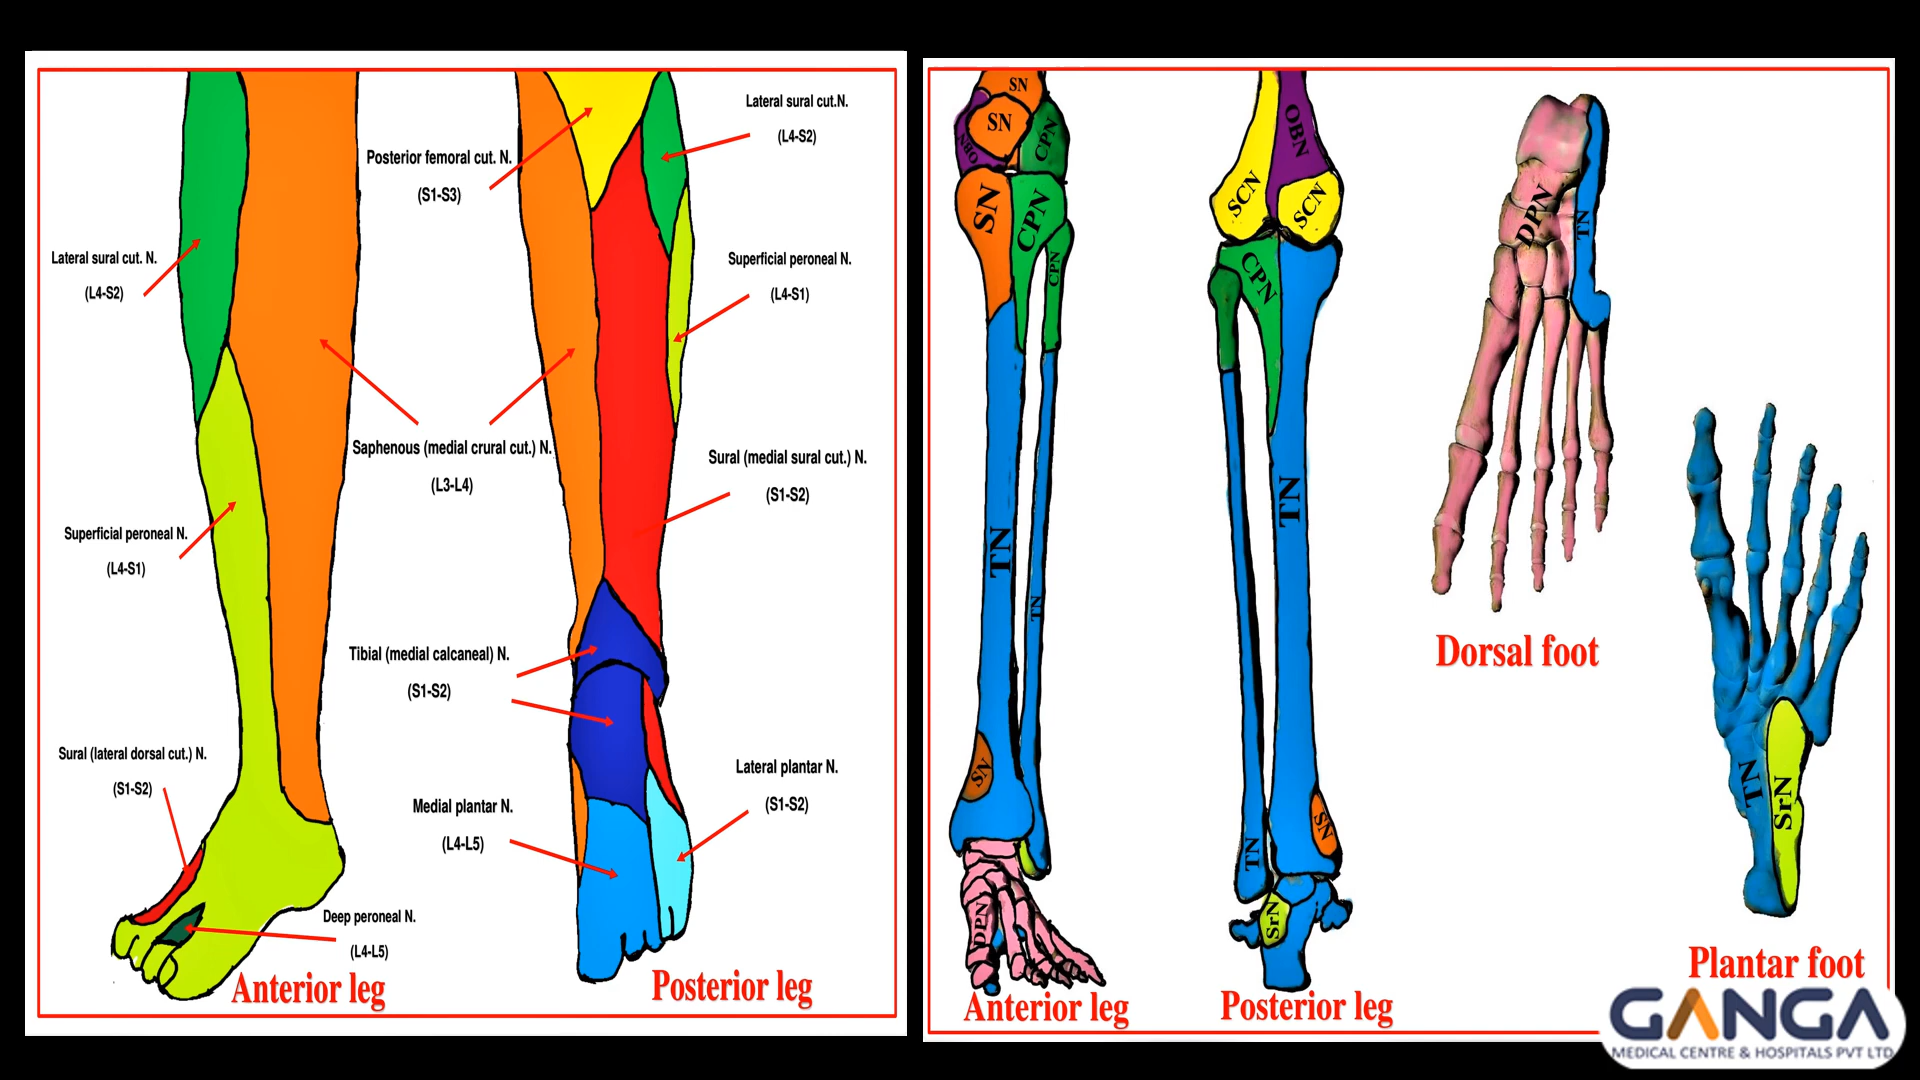 Lateral sural cut.N.
(L4-S2)
Posterior femoral cut. N.
(S1-S3)
Lateral sural cut. N.
(L4-S2)
Superficial peroneal N.
(L4-S1)
Saphenous (medial crural cut.) N.
(L3-L4)
Sural (medial sural cut.) N.
(S1-S2)
Superficial peroneal N.
(L4-S1)
Tibial (medial calcaneal) N.
(S1-S2)
Sural (lateral dorsal cut.) N.
(S1-S2)
Lateral plantar N.
(S1-S2)
Medial plantar N.
(L4-L5)
Deep peroneal N.
(L4-L5)
Anterior leg
Posterior leg
SN
SN
OBN
CPN
SN
CPN
CPN
TN
TN
SN
DPN
Anterior leg
OBN
SCN
SCN
CPN
TN
SN
TN
SrN
Posterior leg
DPN
TN
Dorsal foot
TN
SrN
Plantar foot
GANGA
MEDICAL CENTRE & HOSPITALS PVT LTD